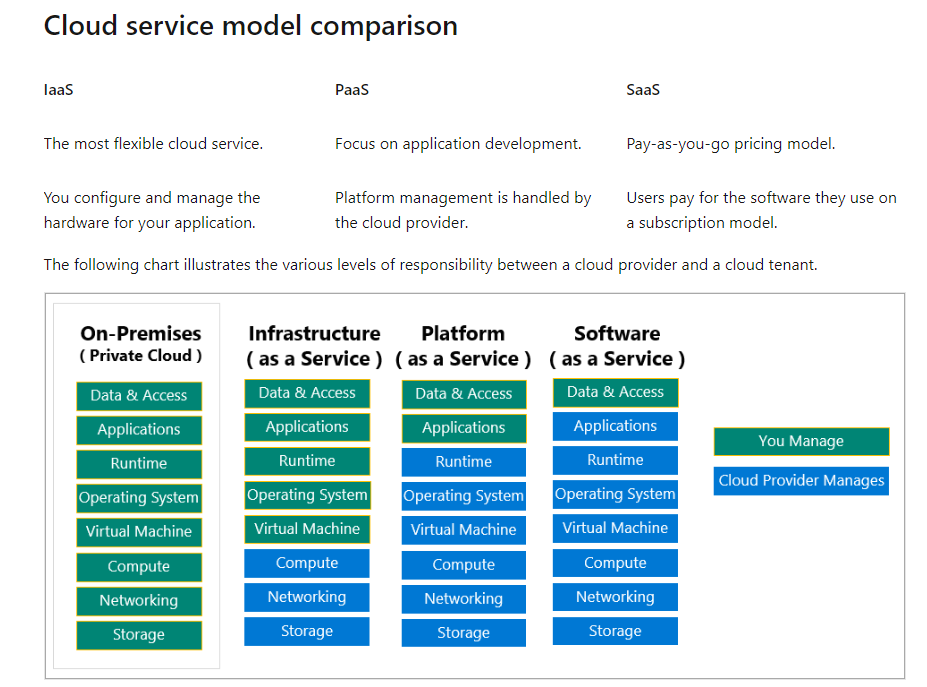 Cloud service model comparison
IaaS
PaaS
SaaS
The most flexible cloud service.
Focus on application development.
Pay-as-you-go pricing model.
You configure and manage the
hardware for your application.
Platform management is handled by
the cloud provider.
Users pay for the software they use on
a subscription model.
The following chart illustrates the various levels of responsibility between a cloud provider and a cloud tenant.
On-Premises
( Private Cloud )
Data & Access
Applications
Runtime
Operating System
Virtual Machine
Compute
Networking
Storage
Infrastructure
( as a Service )
Data & Access
Applications
Runtime
Operating System
Virtual Machine
Compute
Networking
Storage
Platform
( as a Service )
Data & Access
Applications
Runtime
Operating System
Virtual Machine
Compute
Networking
Storage
Software
( as a Service )
Data & Access
Applications
Runtime
Operating System
Virtual Machine
Compute
Networking
Storage
You Manage
Cloud Provider Manages